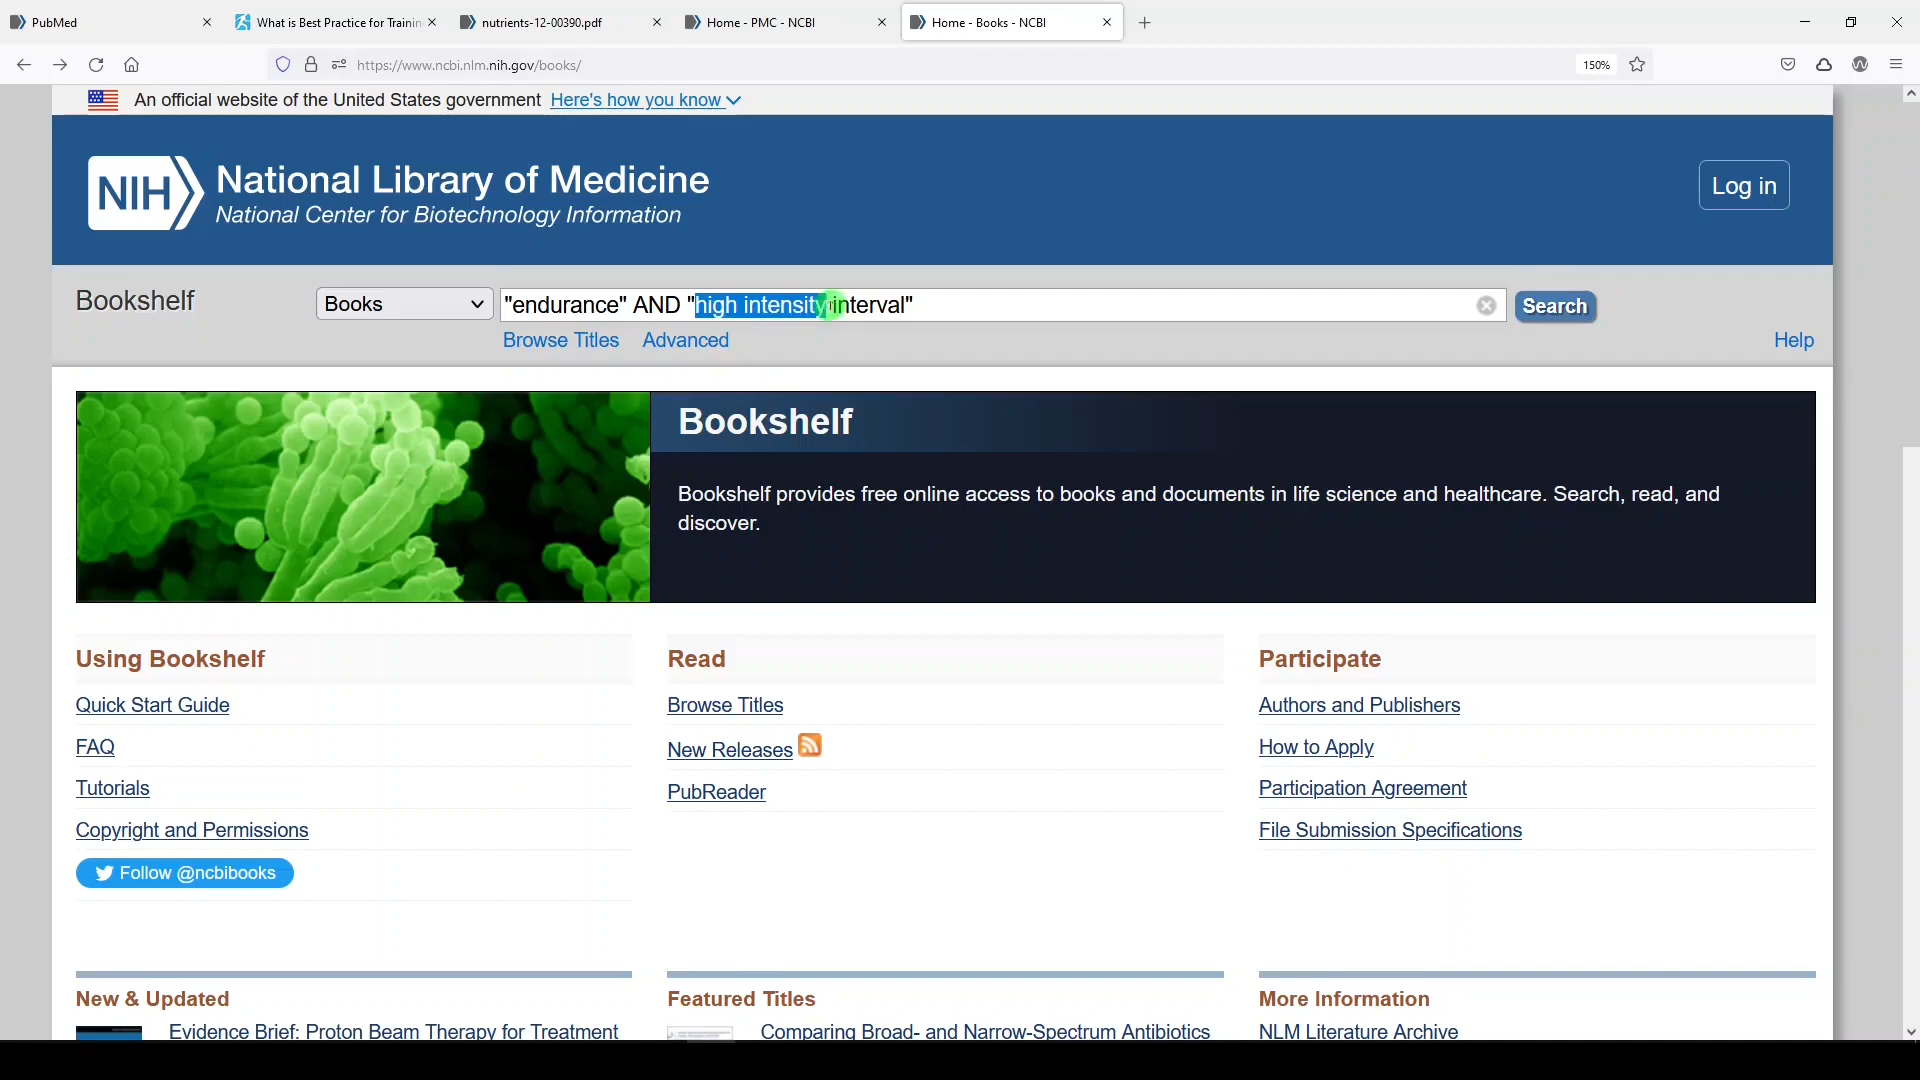 PubMed
What is Best Practice for Trainin
nutrients-12-00390.pdf
Home - PMC - NCBI
Home - Books - NCBI
https://www.ncbi.nlm.nih.gov/books/
150%
An official website of the United States government Here's how you know
NIH National Library of Medicine
National Center for Biotechnology Information
Log in
Bookshelf
Books
"endurance" AND "high intensity interval"
Search
Browse Titles Advanced
Help
Bookshelf
Bookshelf provides free online access to books and documents in life science and healthcare. Search, read, and
discover.
Using Bookshelf
Quick Start Guide
FAQ
Tutorials
Copyright and Permissions
Follow @ncbibooks
Read
Browse Titles
New Releases
PubReader
Participate
Authors and Publishers
How to Apply
Participation Agreement
File Submission Specifications
New & Updated
Evidence Brief: Proton Beam Therapy for Treatment
Featured Titles
Comparing Broad- and Narrow-Spectrum Antibiotics
More Information
NLM Literature Archive